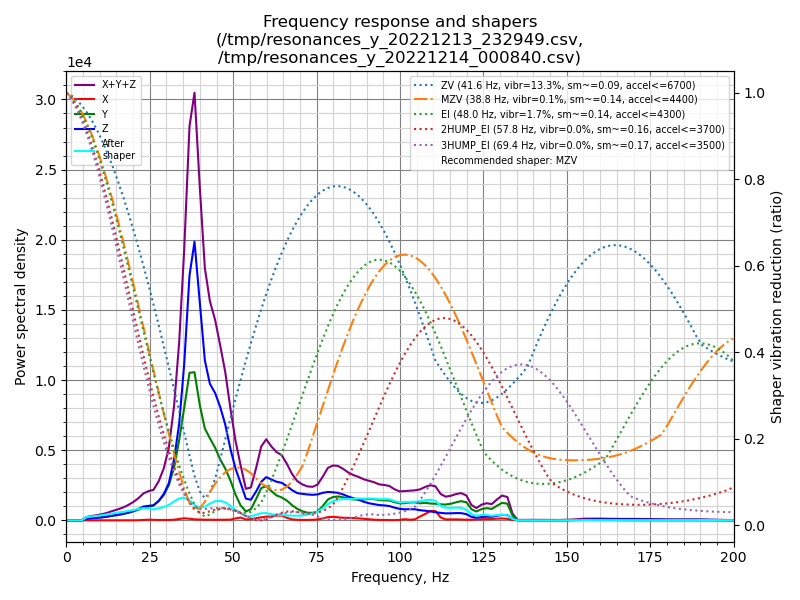 Frequency response and shapers
(/tmp/resonances_y_20221213_232949.csv,
/tmp/resonances_y_20221214_000840.csv)
1e4
X+Y+Z
X
Y
Z
After
shaper
ZV (41.6 Hz, vibr=13.3%, sm~=0.09, accel<=6700)
MZV (38.8 Hz, vibr=0.1%, sm~=0.14, accel<=4400)
EI (48.0 Hz, vibr=1.7%, sm~=0.14, accel<=4300)
2HUMP_EI (57.8 Hz, vibr=0.0%, sm~=0.16, accel<=3700)
3HUMP_EI (69.4 Hz, vibr=0.0%, sm~=0.17, accel<=3500)
Recommended shaper: MZV
3.0
2.5
2.0
1.5
1.0
0.5
0.0
Power spectral density
1.0
0.8
0.6
0.4
0.2
0.0
Shaper vibration reduction (ratio)
0 25 50 75 100 125 150 175 200
Frequency, Hz